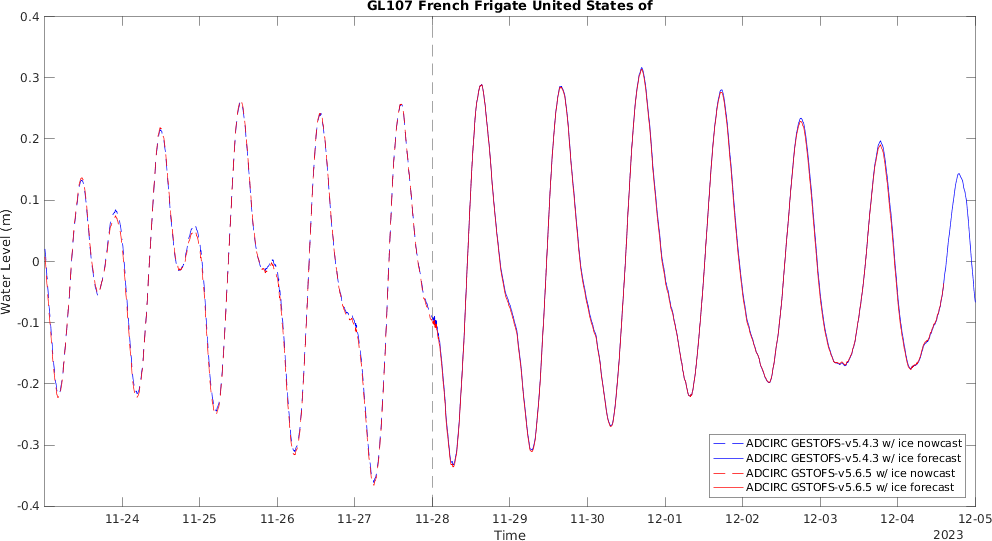 GL107 French Frigate United States of
0.4
0.3
0.2
0.1
0
-0.1
-0.2
-0.3
-0.4
Water Level (m)
ADCIRC GESTOFS-v5.4.3 w/ ice nowcast
ADCIRC GESTOFS-v5.4.3 w/ ice forecast
ADCIRC GSTOFS-v5.6.5 w/ ice nowcast
ADCIRC GSTOFS-v5.6.5 w/ ice forecast
11-24 11-25 11-26 11-27 11-28 11-29 11-30 12-01 12-02 12-03 12-04 12-05
Time
2023